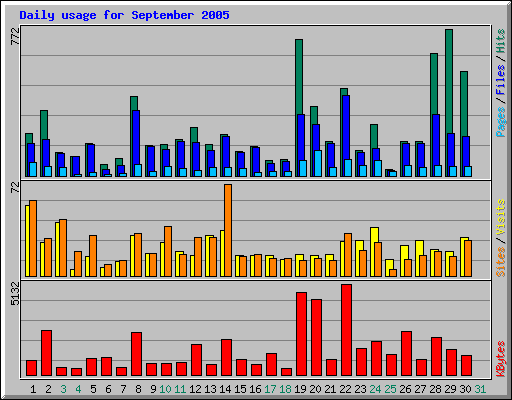 Daily usage for September 2005
772
Pages / Files / Hits
72
Sites / Visits
5132
KBytes
1 2 3 4 5 6 7 8 9 10 11 12 13 14 15 16 17 18 19 20 21 22 23 24 25 26 27 28 29 30 31